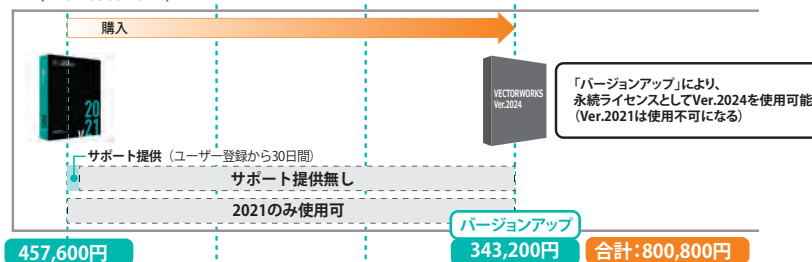 購入
20
21
VECTORWORKS
Ver.2024
「バージョンアップ」により、
永続ライセンスとしてVer.2024を使用可能
（Ver.2021は使用不可になる）
サポート提供（ユーザー登録から30日間）
サポート提供無し
2021のみ使用可
バージョンアップ
457,600円
343,200円
合計：800,800円